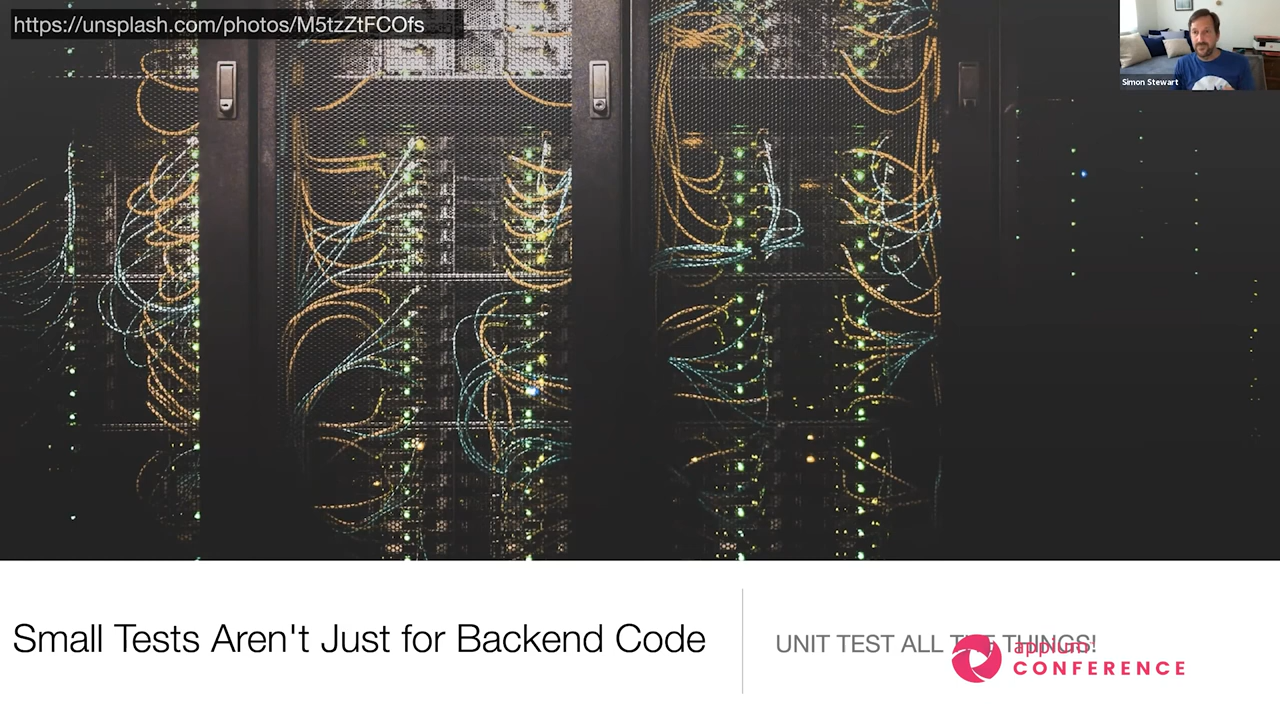 https://unsplash.com/photos/M5tzZtFCOfs
Simon Stewart
Small Tests Aren't Just for Backend Code
UNIT TEST ALL THE THINGS!
appium
CONFERENCE